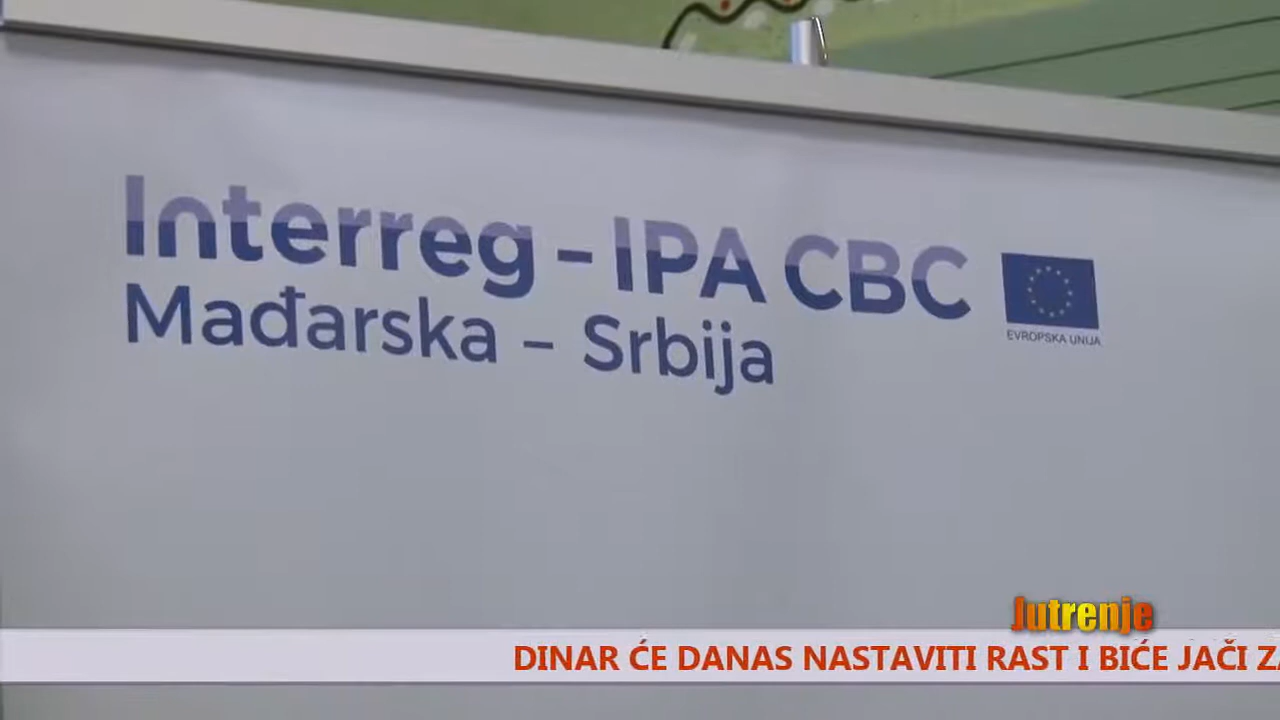 Interreg – IPA CBC
Mađarska – Srbija
EVROPSKA UNIJA
Jutrenje
DINAR ĆE DANAS NASTAVITI RAST I BIĆE JAČI